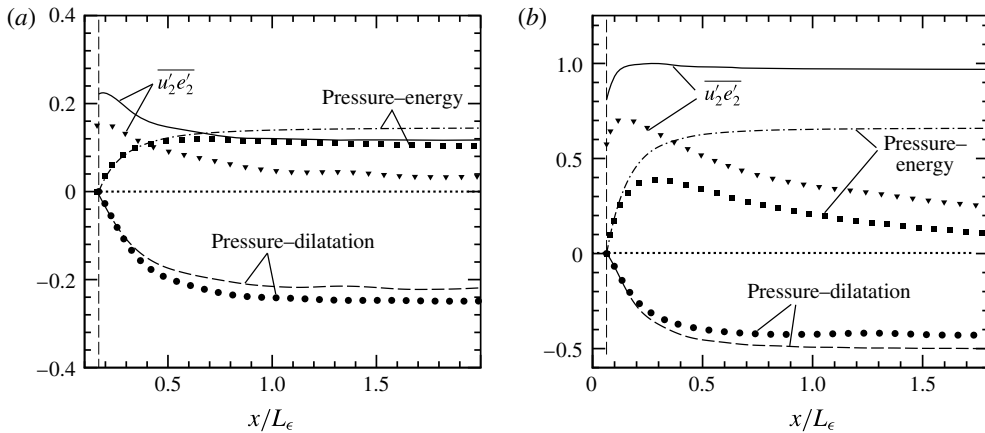 (a)
0.4
0.2
0
−0.2
−0.4
u′₂e′₂
Pressure–energy
Pressure–dilatation
0.5
1.0
1.5
x/Lϵ
(b)
1.0
0.5
0
−0.5
u′₂e′₂
Pressure–
energy
Pressure–dilatation
0
0.5
1.0
1.5
x/Lϵ